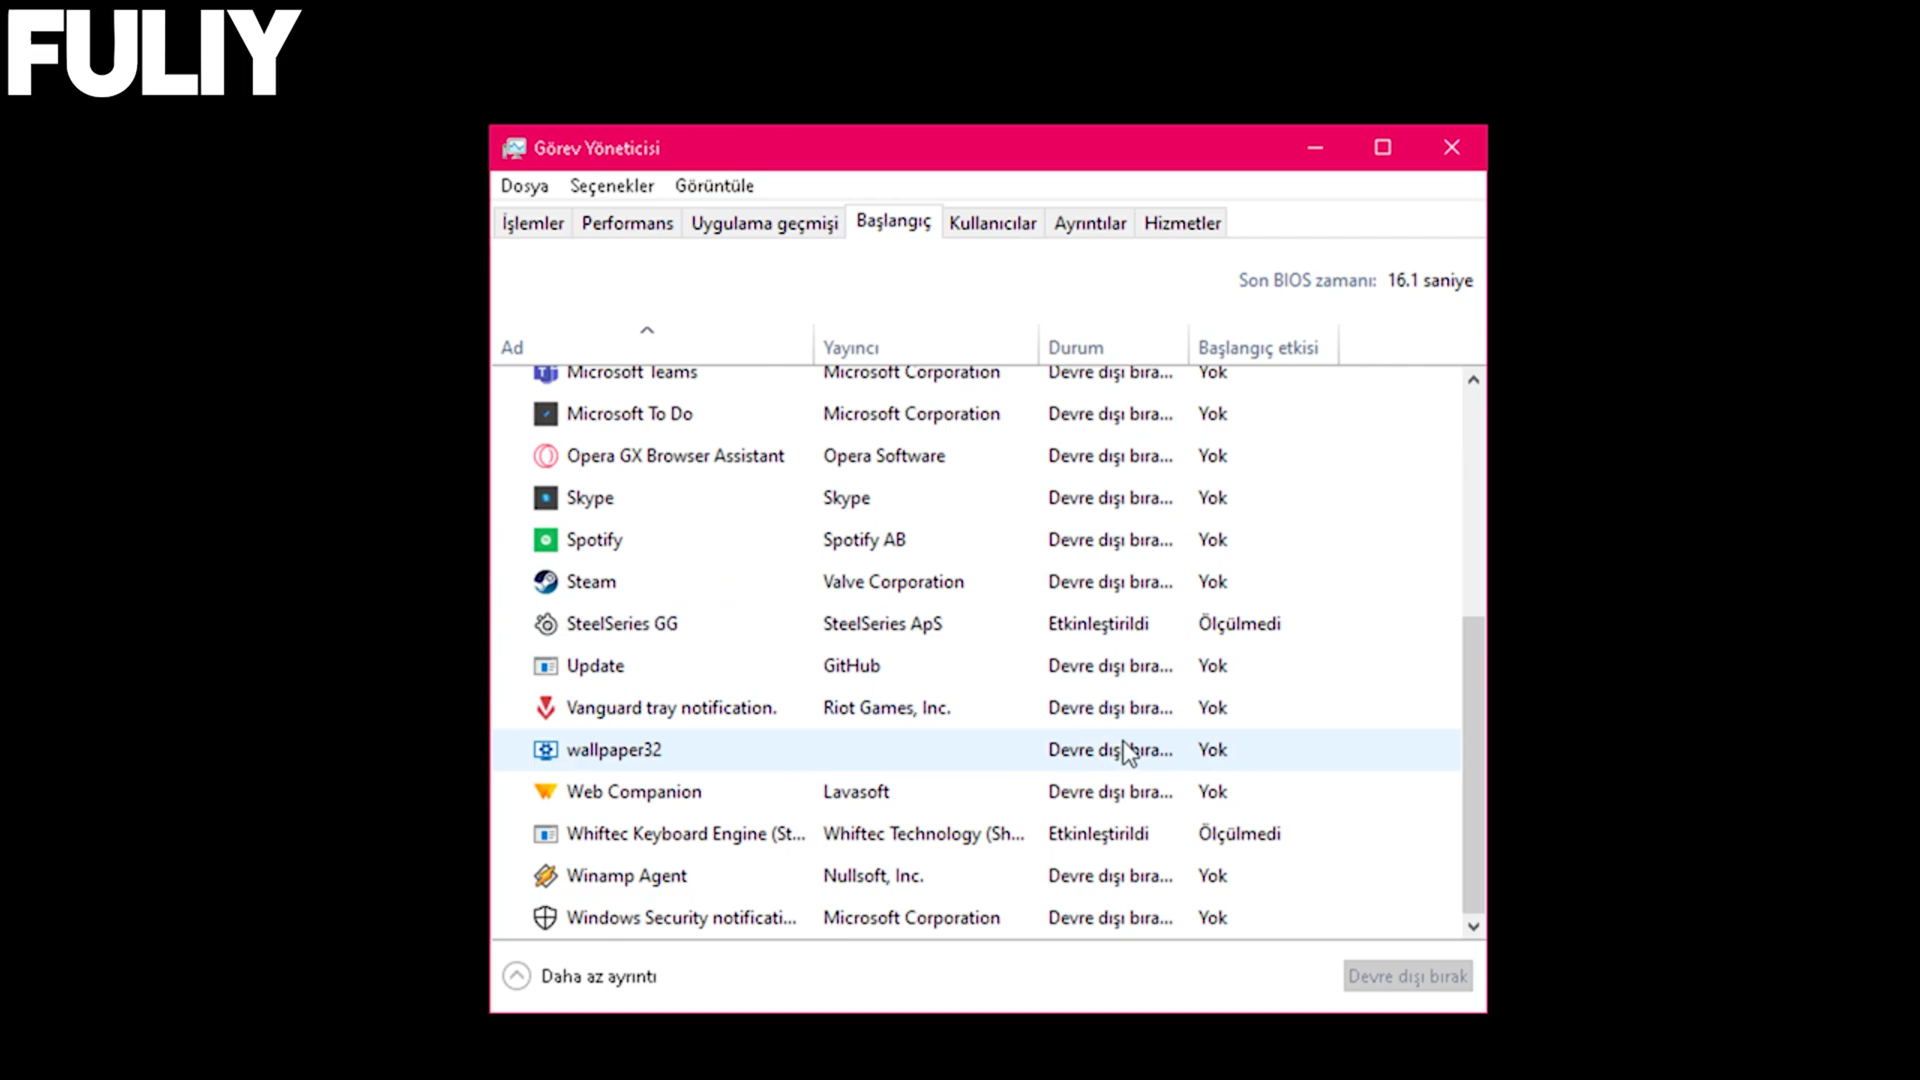 FULIY
Görev Yöneticisi
Dosya Seçenekler Görüntüle
İşlemler Performans Uygulama geçmişi Başlangıç Kullanıcılar Ayrıntılar Hizmetler
Son BIOS zamanı: 16.1 saniye
Ad Yayıncı Durum Başlangıç etkisi
Microsoft Teams Microsoft Corporation Devre dışı bıra... Yok
Microsoft To Do Microsoft Corporation Devre dışı bıra... Yok
Opera GX Browser Assistant Opera Software Devre dışı bıra... Yok
Skype Skype Devre dışı bıra... Yok
Spotify Spotify AB Devre dışı bıra... Yok
Steam Valve Corporation Devre dışı bıra... Yok
SteelSeries GG SteelSeries ApS Etkinleştirildi Ölçülmedi
Update GitHub Devre dışı bıra... Yok
Vanguard tray notification. Riot Games, Inc. Devre dışı bıra... Yok
wallpaper32 Devre dışı bıra... Yok
Web Companion Lavasoft Devre dışı bıra... Yok
Whiftec Keyboard Engine (St... Whiftec Technology (Sh... Etkinleştirildi Ölçülmedi
Winamp Agent Nullsoft, Inc. Devre dışı bıra... Yok
Windows Security notificati... Microsoft Corporation Devre dışı bıra... Yok
Daha az ayrıntı Devre dışı bırak